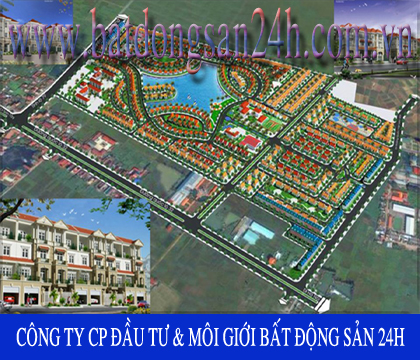 www.batdongsan24h.com.vn
CÔNG TY CP ĐẦU TƯ & MÔI GIỚI BẤT ĐỘNG SẢN 24H